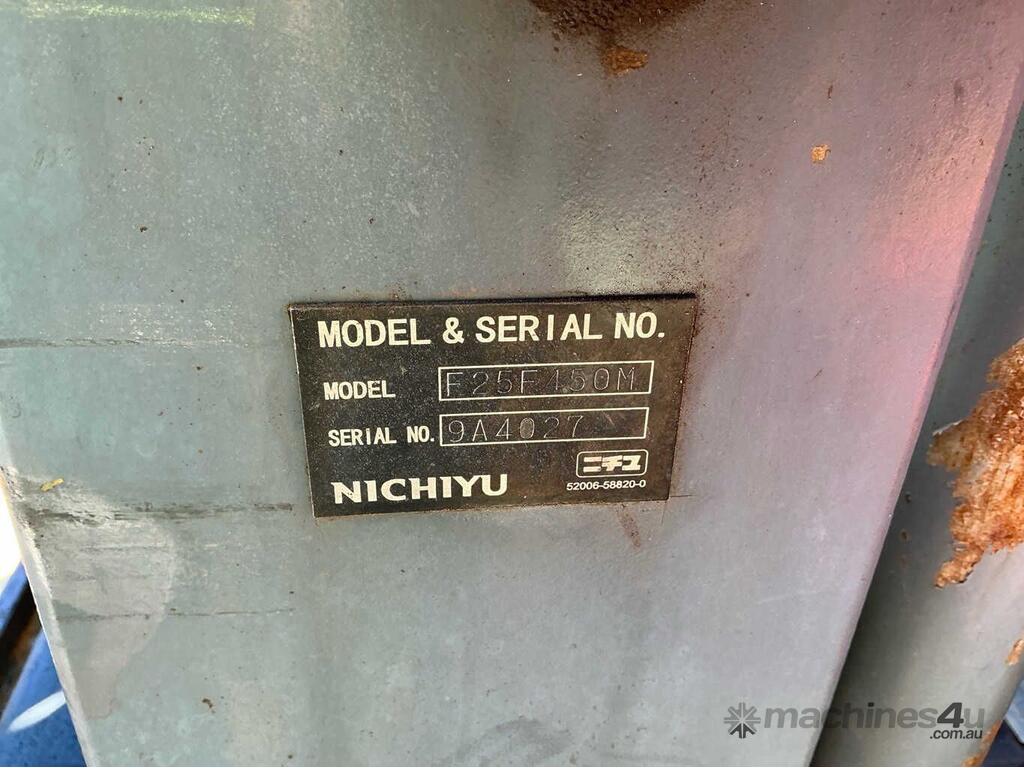 MODEL & SERIAL NO.
MODEL F25F450M
SERIAL NO. 9A4027
ニチユ
NICHIYU 52006-58820-0
machines4u
.com.au